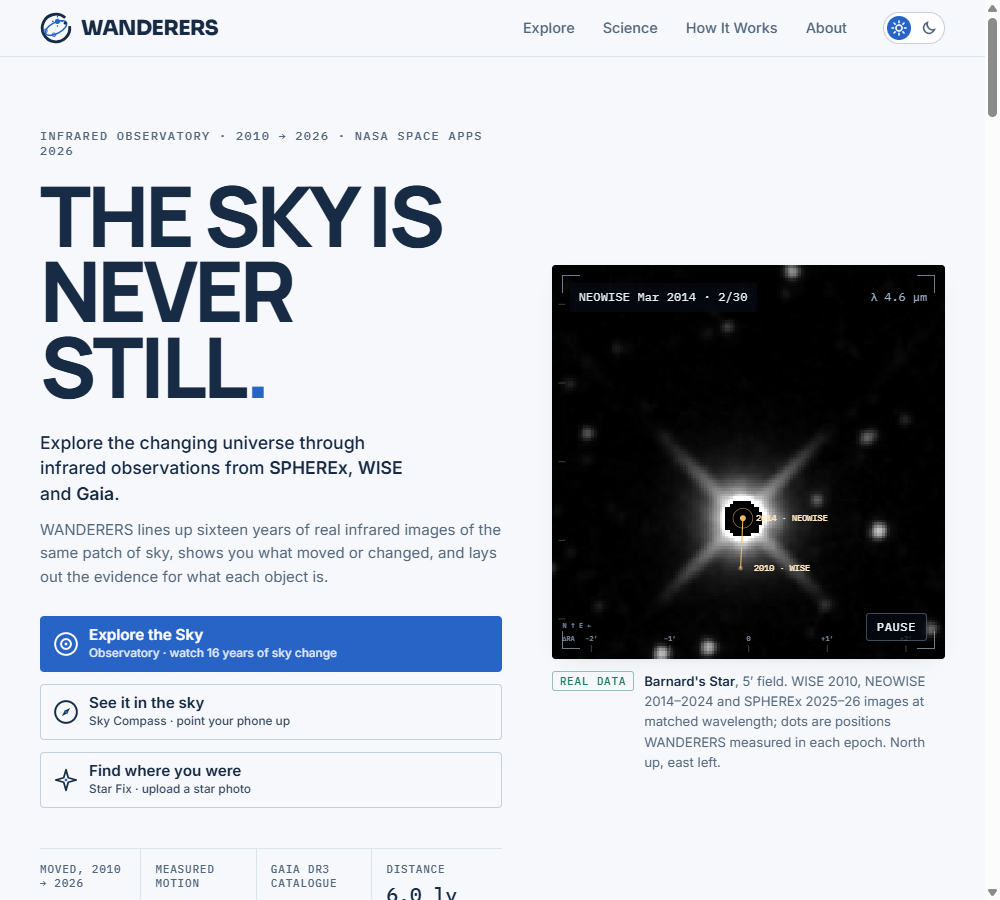 WANDERERS
Explore
Science
How It Works
About
INFRARED OBSERVATORY · 2010 → 2026 · NASA SPACE APPS
2026
THE SKY IS
NEVER
STILL.
Explore the changing universe through
infrared observations from SPHEREx, WISE
and Gaia.
WANDERERS lines up sixteen years of real infrared images of the
same patch of sky, shows you what moved or changed, and lays
out the evidence for what each object is.
Explore the Sky
Observatory · watch 16 years of sky change
See it in the sky
Sky Compass · point your phone up
Find where you were
Star Fix · upload a star photo
MOVED, 2010
→ 2026
MEASURED
MOTION
GAIA DR3
CATALOGUE
DISTANCE
6.0 ly
NEOWISE Mar 2014 · 2/30
λ 4.6 µm
2014 · NEOWISE
2010 · WISE
N ↑ E ←
ΔRA -2′ -1′ 0 +1′ +2′
PAUSE
REAL DATA
Barnard's Star, 5′ field. WISE 2010, NEOWISE
2014–2024 and SPHEREx 2025–26 images at
matched wavelength; dots are positions
WANDERERS measured in each epoch. North
up, east left.